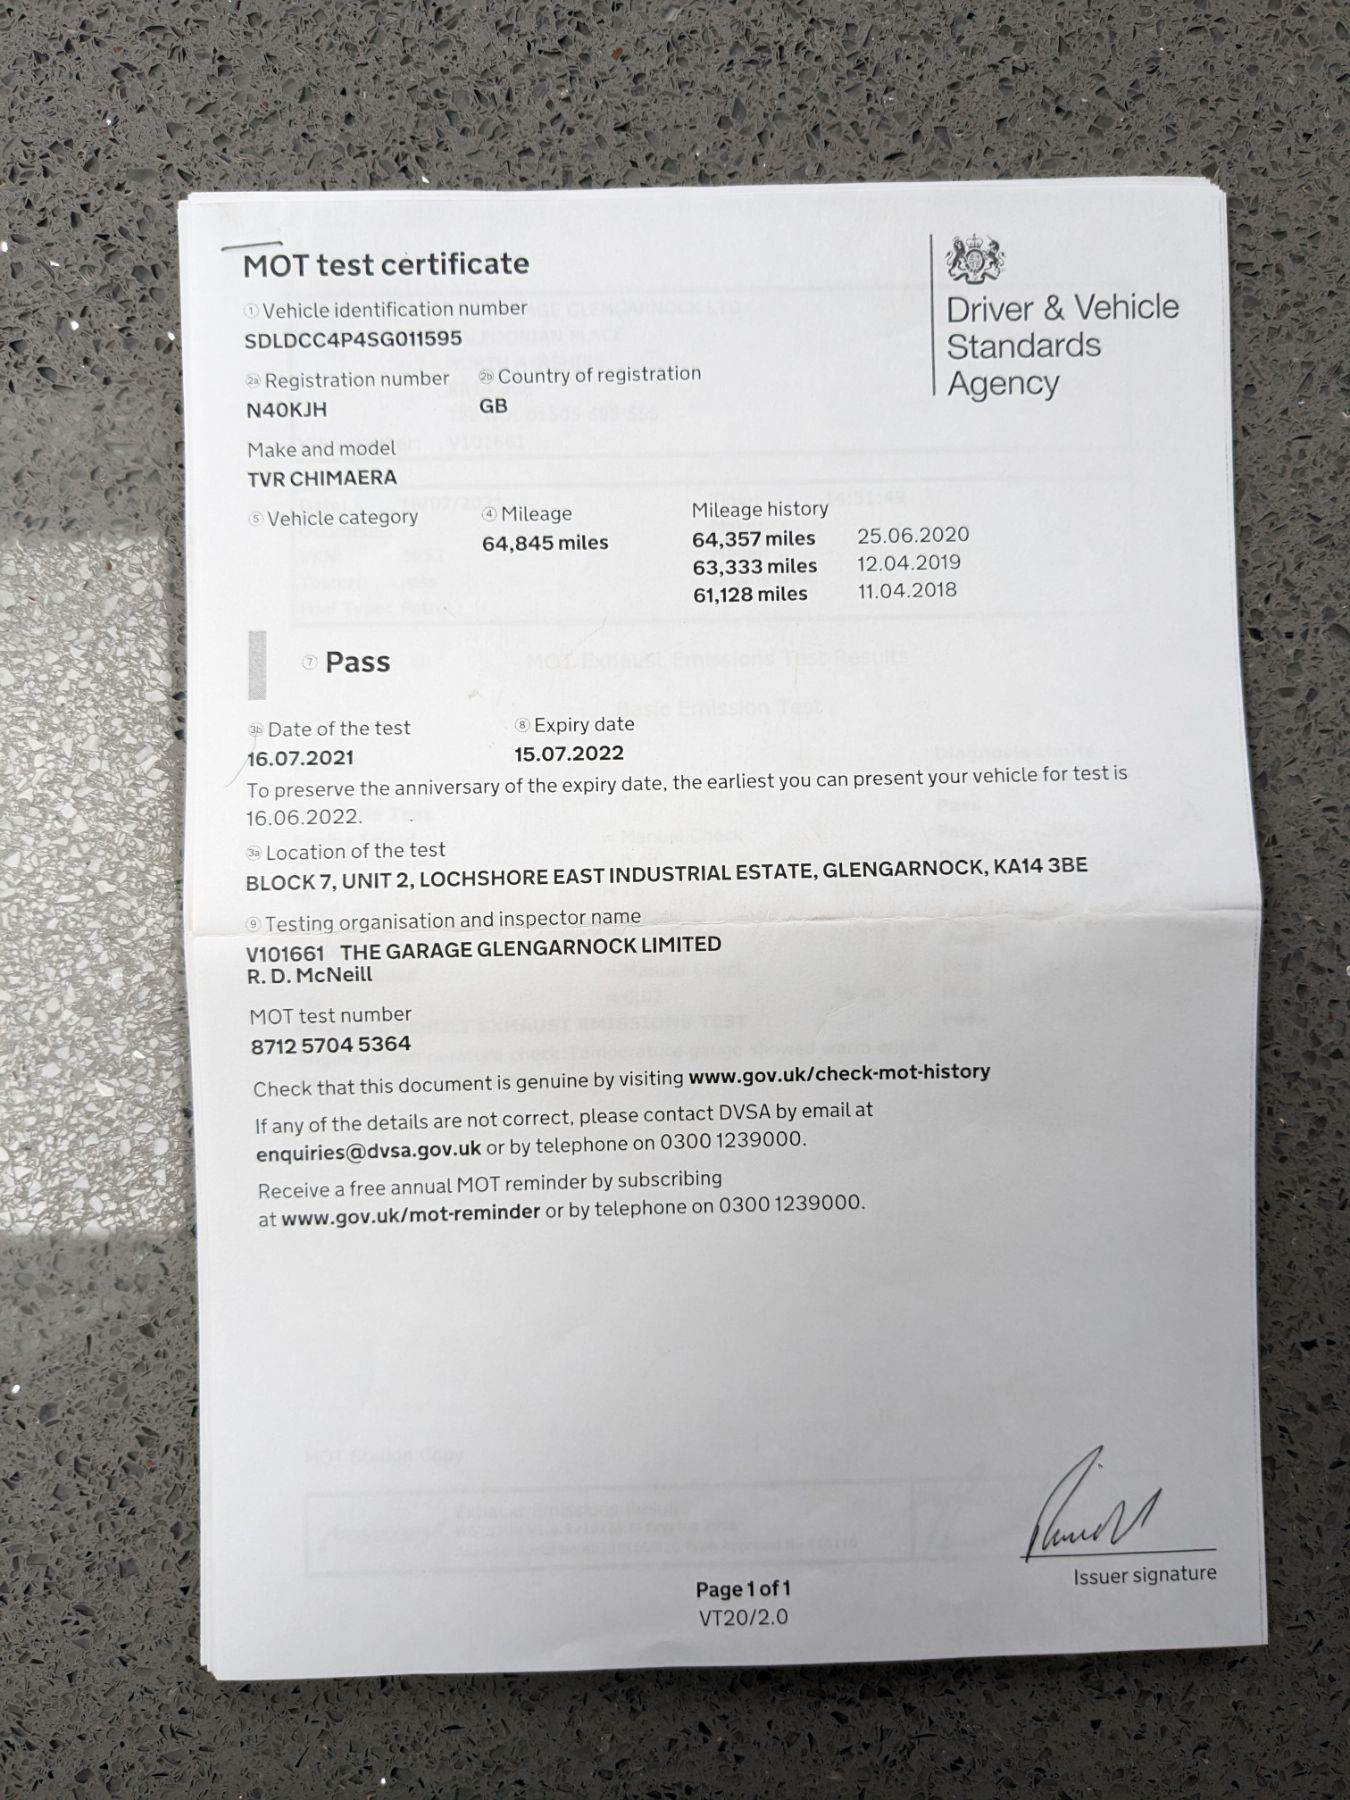 MOT test certificate
Driver & Vehicle
Standards
Agency
1 Vehicle identification number
SDLDCC4P4SG011595
2a Registration number 2b Country of registration
N40KJH GB
Make and model
TVR CHIMAERA
5 Vehicle category 4 Mileage Mileage history
64,845 miles 64,357 miles 25.06.2020
63,333 miles 12.04.2019
61,128 miles 11.04.2018
7 Pass
3b Date of the test 8 Expiry date
16.07.2021 15.07.2022
To preserve the anniversary of the expiry date, the earliest you can present your vehicle for test is
16.06.2022.
3a Location of the test
BLOCK 7, UNIT 2, LOCHSHORE EAST INDUSTRIAL ESTATE, GLENGARNOCK, KA14 3BE
9 Testing organisation and inspector name
V101661 THE GARAGE GLENGARNOCK LIMITED
R. D. McNeill
MOT test number
8712 5704 5364
Check that this document is genuine by visiting www.gov.uk/check-mot-history
If any of the details are not correct, please contact DVSA by email at
enquiries@dvsa.gov.uk or by telephone on 0300 1239000.
Receive a free annual MOT reminder by subscribing
at www.gov.uk/mot-reminder or by telephone on 0300 1239000.
Issuer signature
Page 1 of 1
VT20/2.0